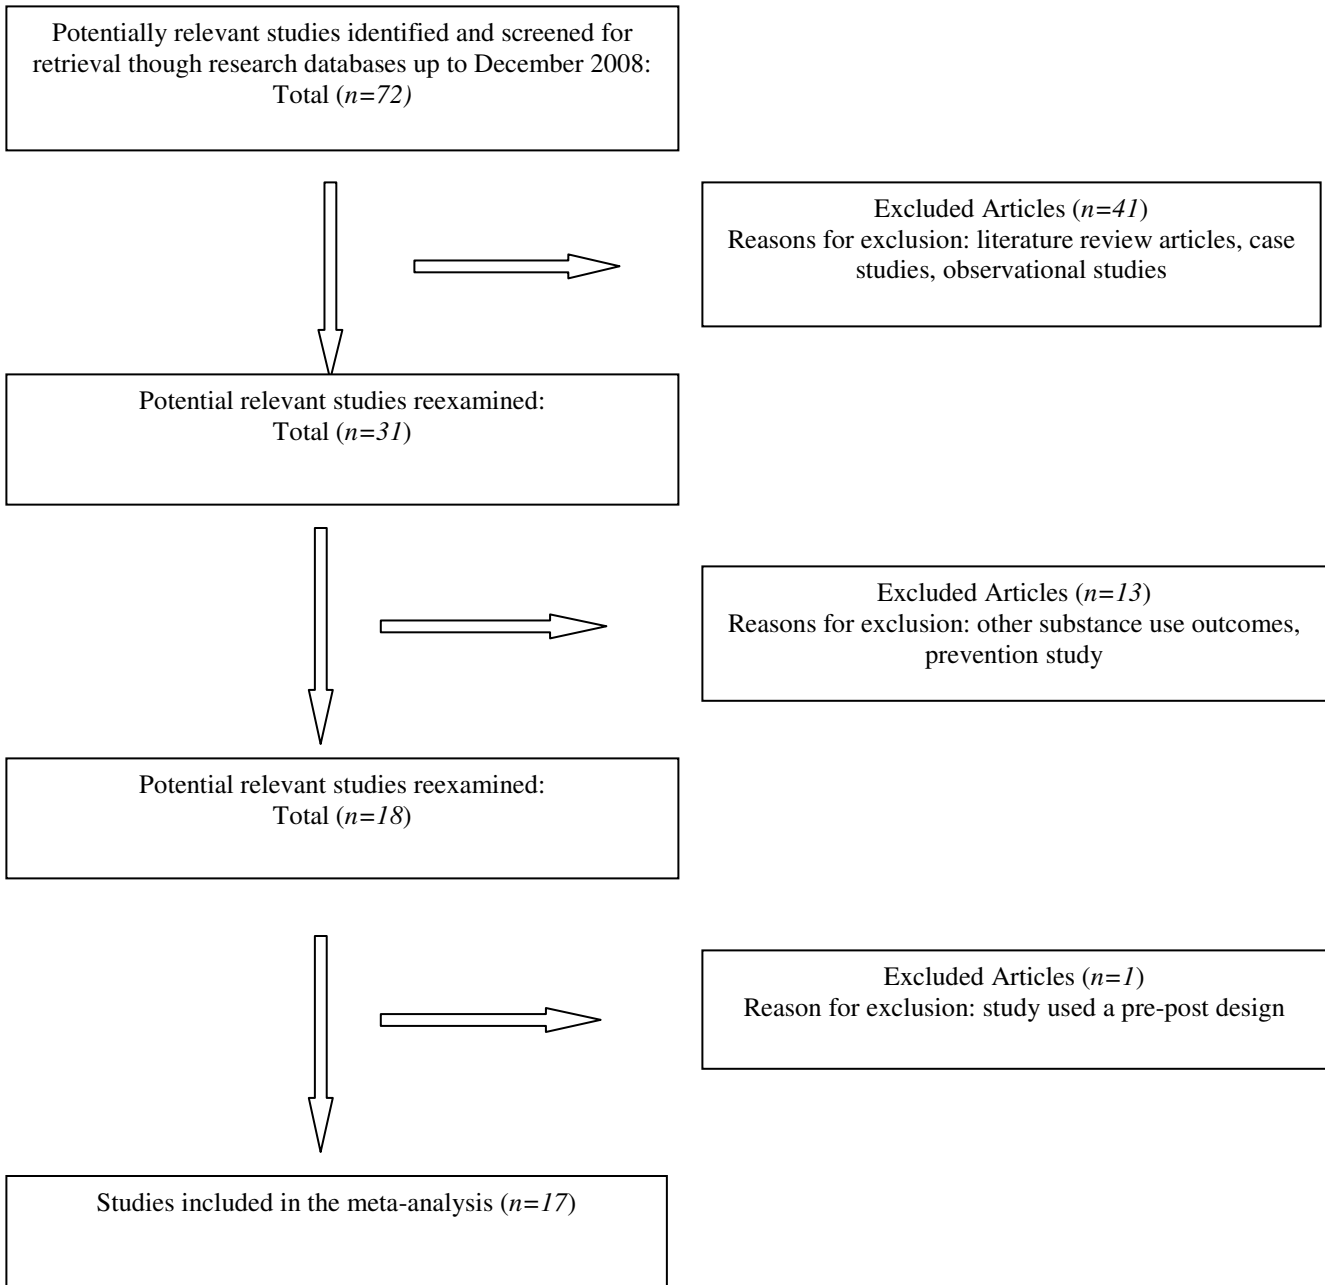 Potentially relevant studies identified and screened for
retrieval though research databases up to December 2008:
Total (n=72)
Excluded Articles (n=41)
Reasons for exclusion: literature review articles, case
studies, observational studies
Potential relevant studies reexamined:
Total (n=31)
Excluded Articles (n=13)
Reasons for exclusion: other substance use outcomes,
prevention study
Potential relevant studies reexamined:
Total (n=18)
Excluded Articles (n=1)
Reason for exclusion: study used a pre-post design
Studies included in the meta-analysis (n=17)